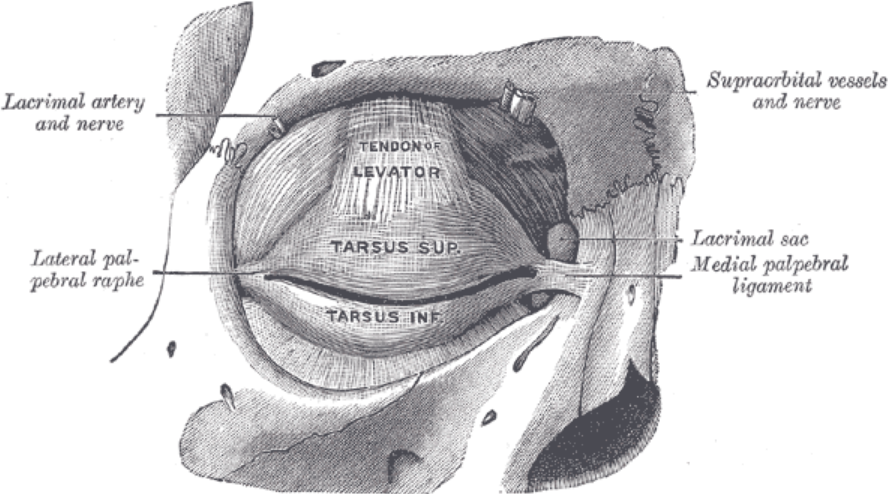 Lacrimal artery
and nerve
Supraorbital vessels
and nerve
TENDON OF
LEVATOR
TARSUS SUP.
Lacrimal sac
Lateral pal-
pebral raphe
Medial palpebral
ligament
TARSUS INF.